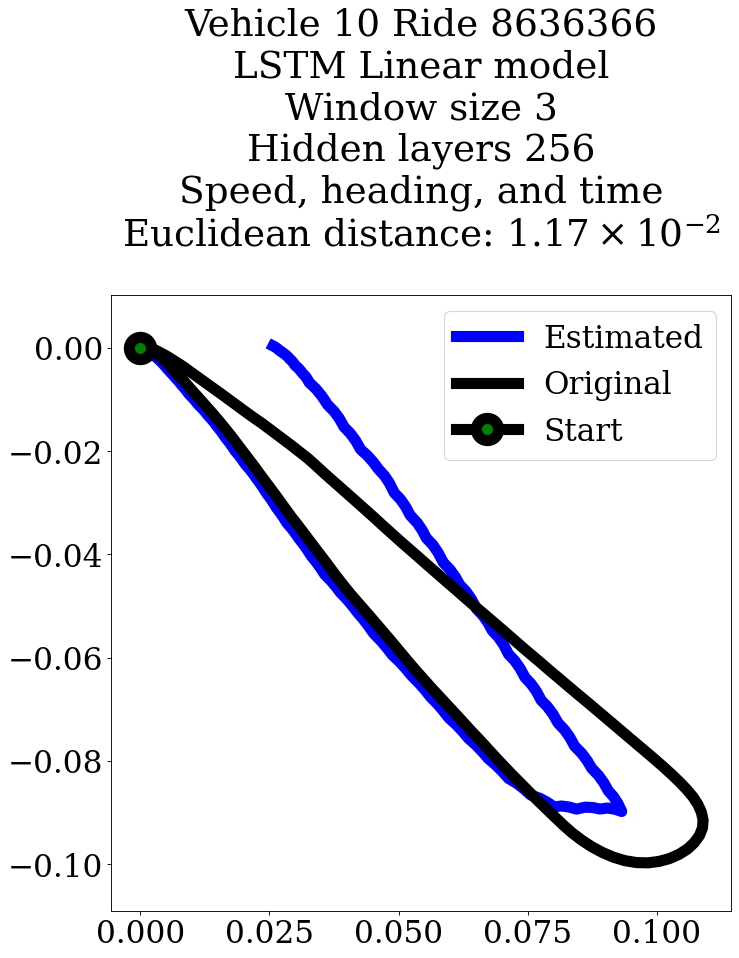 Vehicle 10 Ride 8636366
LSTM Linear model
Window size 3
Hidden layers 256
Speed, heading, and time
Euclidean distance: 1.17 × 10⁻²
Estimated
Original
Start
0.00
−0.02
−0.04
−0.06
−0.08
−0.10
0.000 0.025 0.050 0.075 0.100